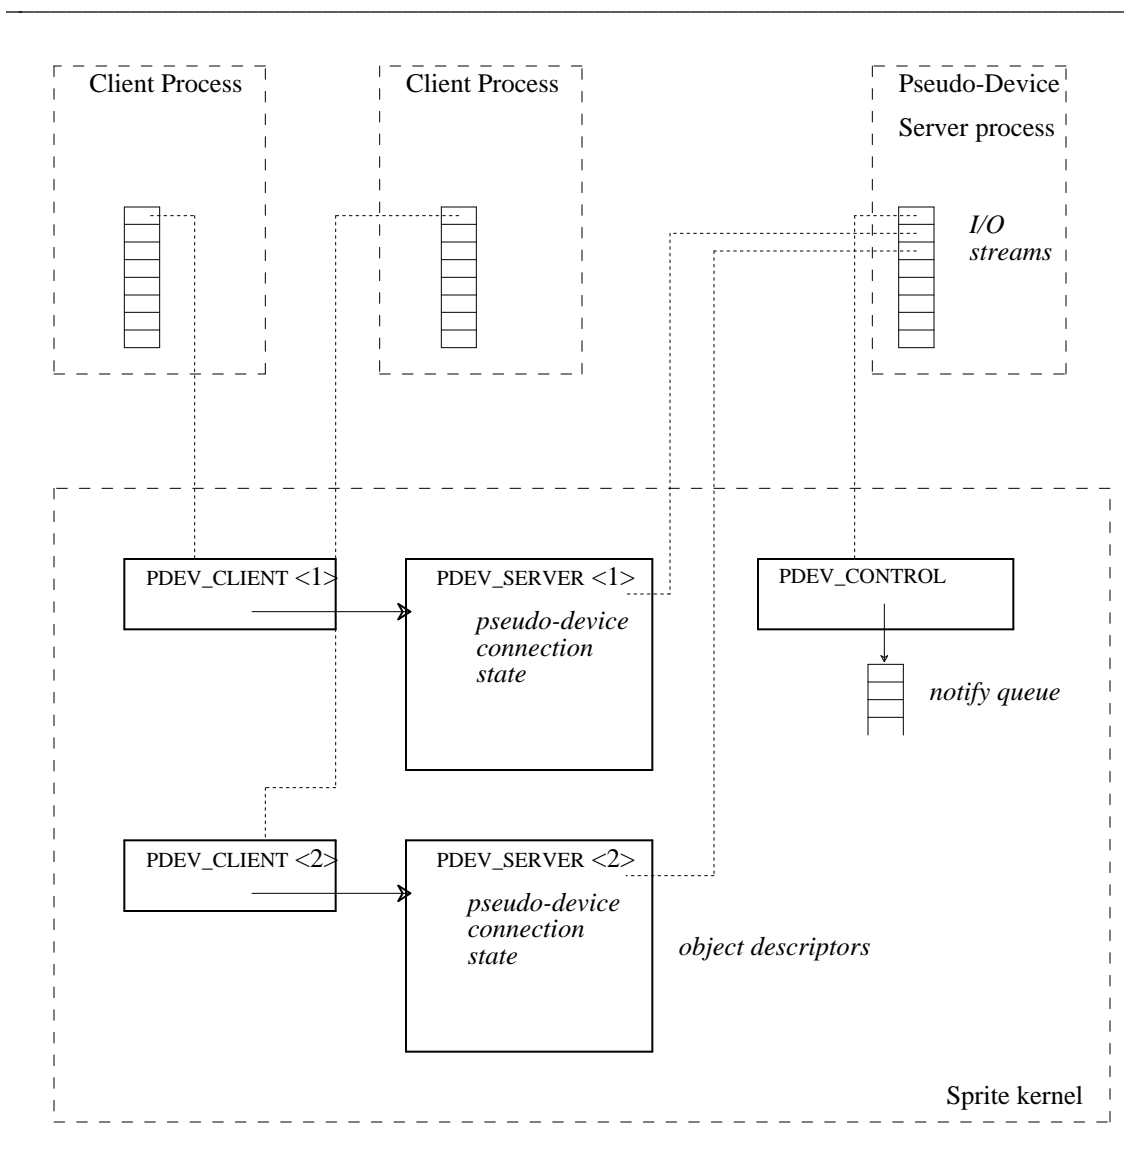 Client Process
Client Process
Pseudo-Device
Server process
I/O
streams
PDEV_CLIENT <1>
PDEV_SERVER <1>
pseudo-device
connection
state
PDEV_CONTROL
notify queue
PDEV_CLIENT <2>
PDEV_SERVER <2>
pseudo-device
connection
state
object descriptors
Sprite kernel